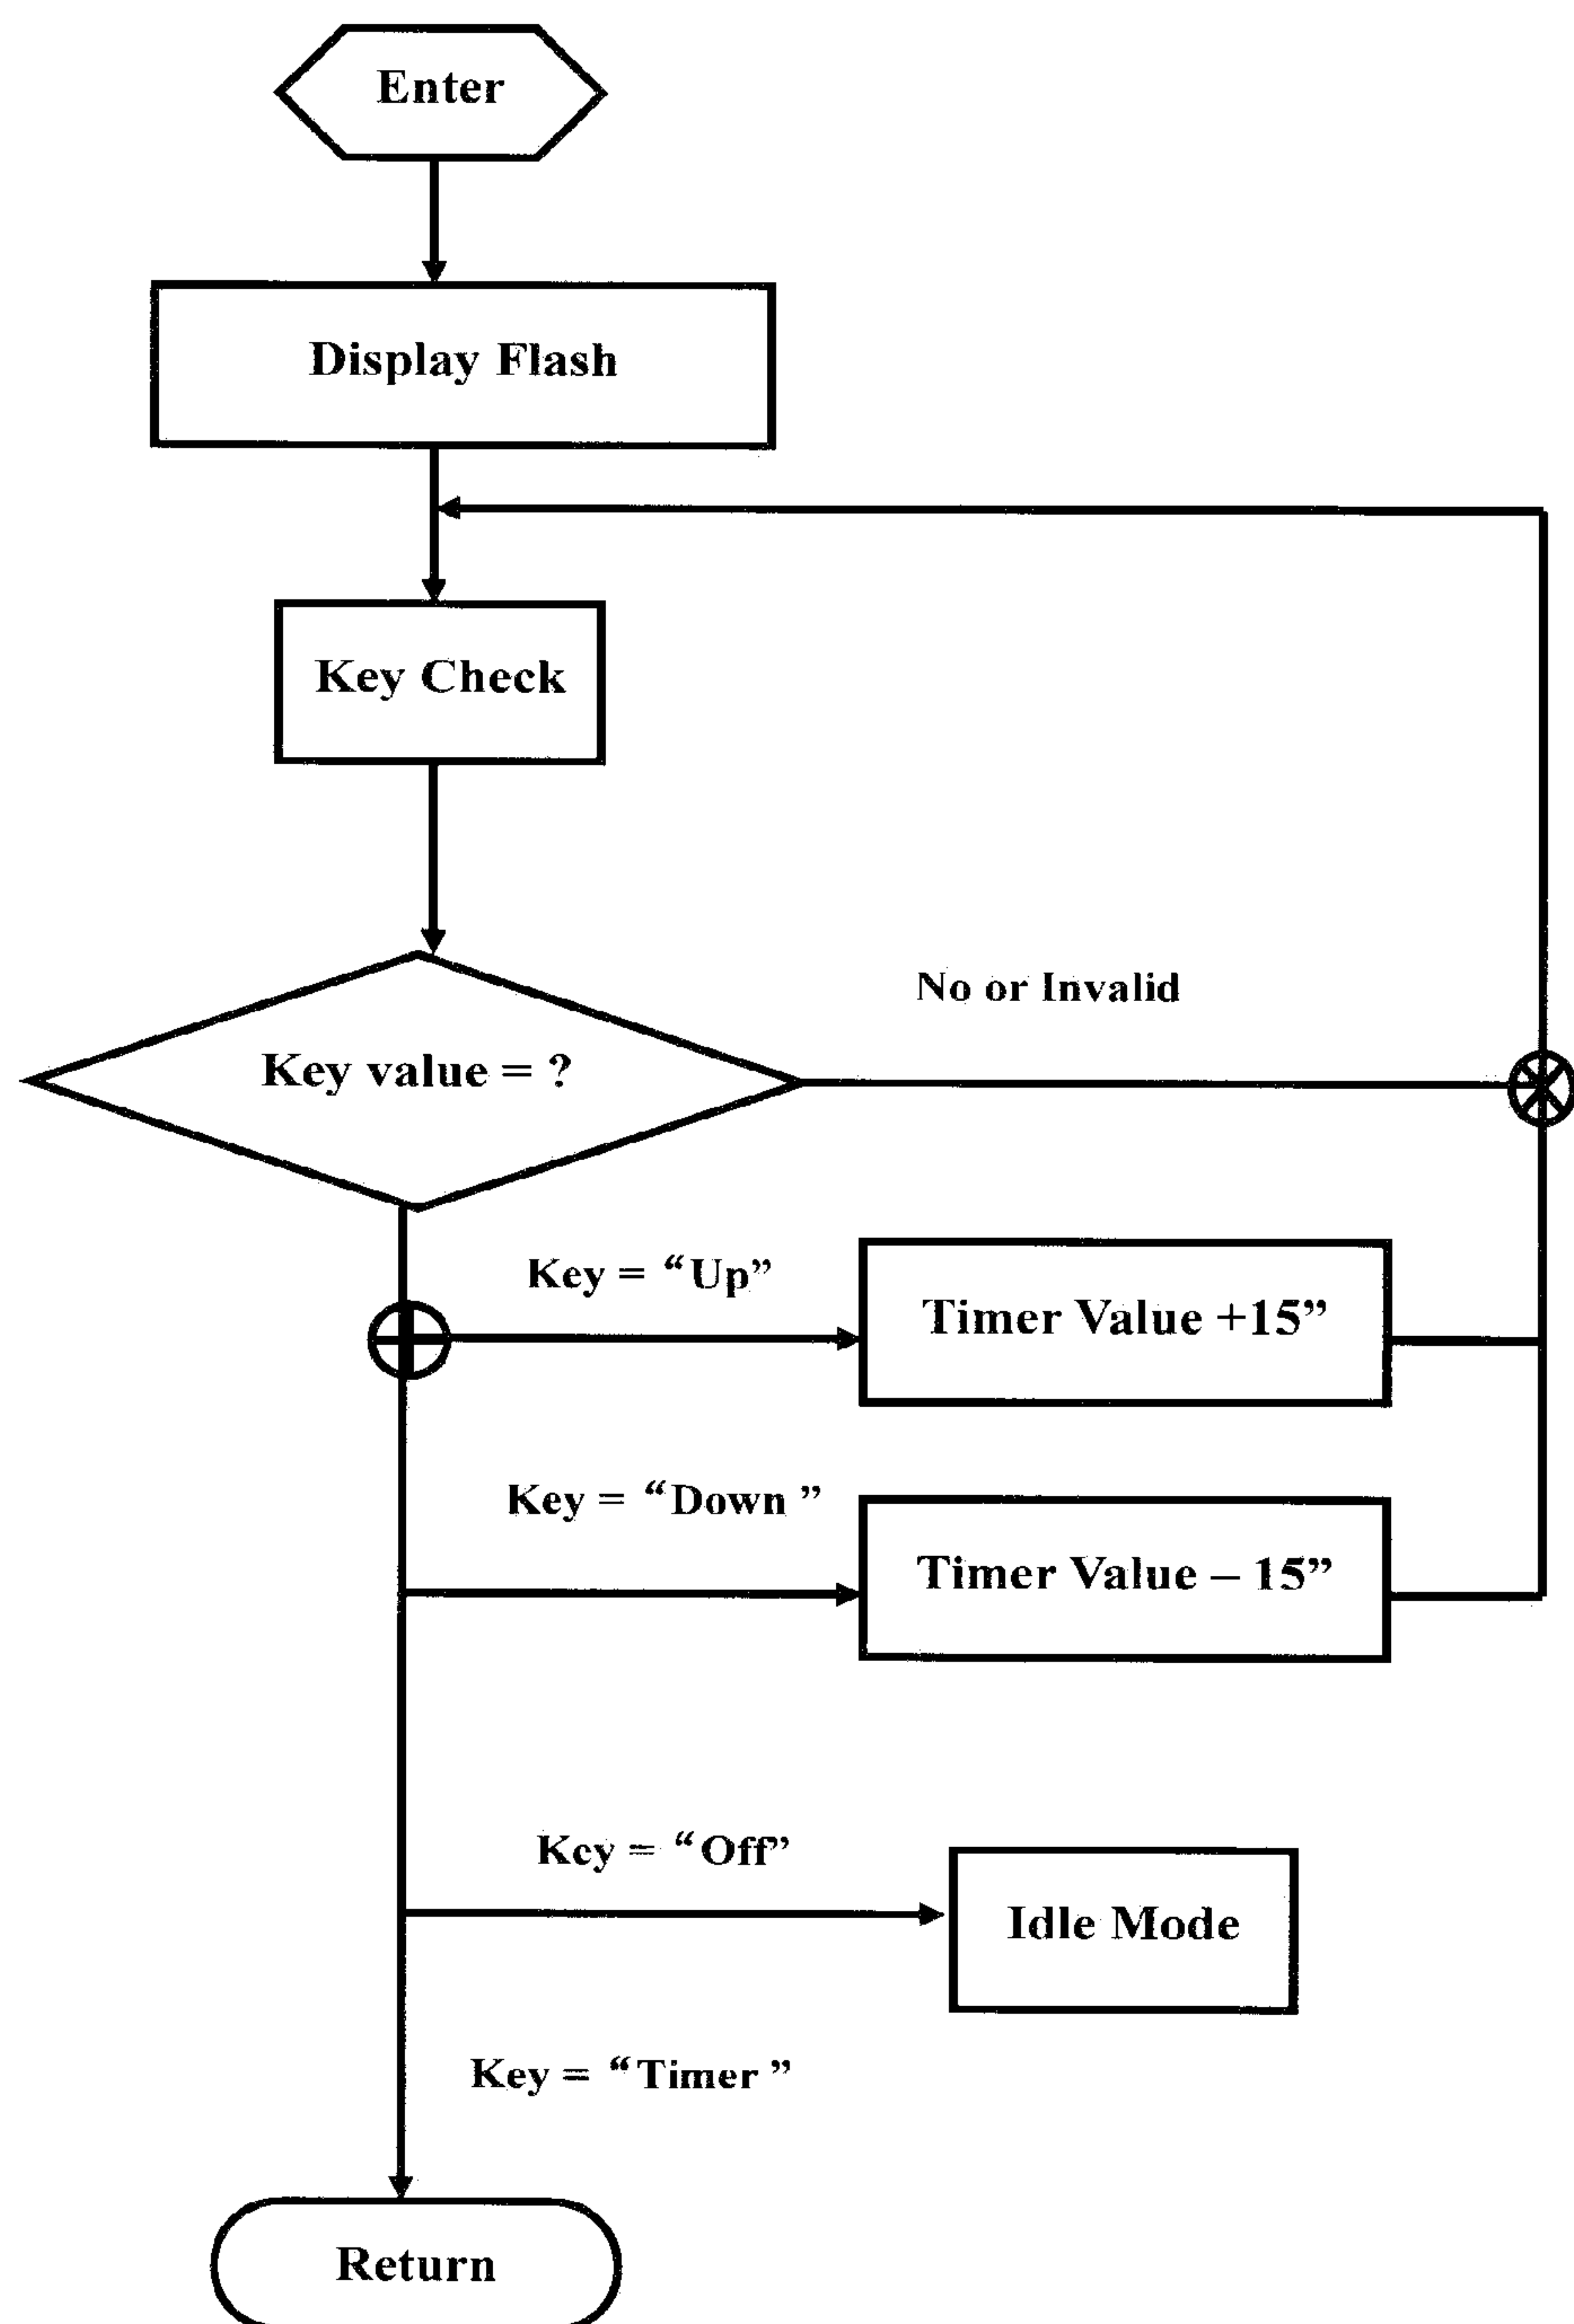 Enter
Display Flash
Key Check
No or Invalid
Key value = ?
Key = “Up”
Timer Value +15”
Key = “Down ”
Timer Value – 15”
Key = “Off”
Idle Mode
Key = “Timer ”
Return